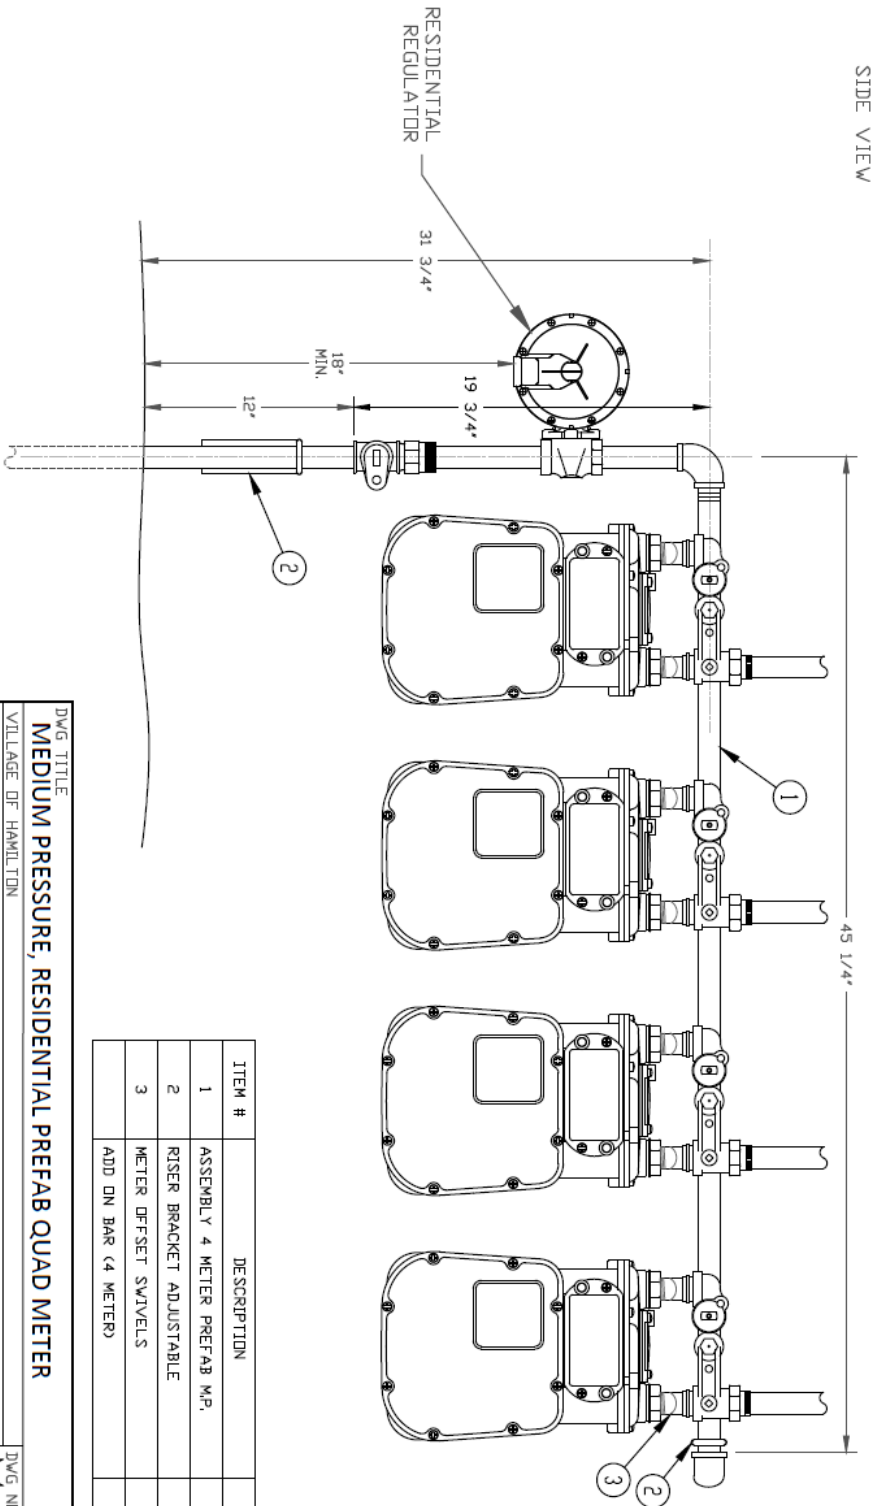 SIDE VIEW
RESIDENTIAL
REGULATOR
31 3/4"
18"
MIN.
19 3/4"
12"
45 1/4"
2
1
3
2
ITEM # DESCRIPTION
1 ASSEMBLY 4 METER PREFAB M.P.
2 RISER BRACKET ADJUSTABLE
3 METER OFFSET SWIVELS
ADD ON BAR (4 METER)
DWG TITLE
MEDIUM PRESSURE, RESIDENTIAL PREFAB QUAD METER
VILLAGE OF HAMILTON
DWG